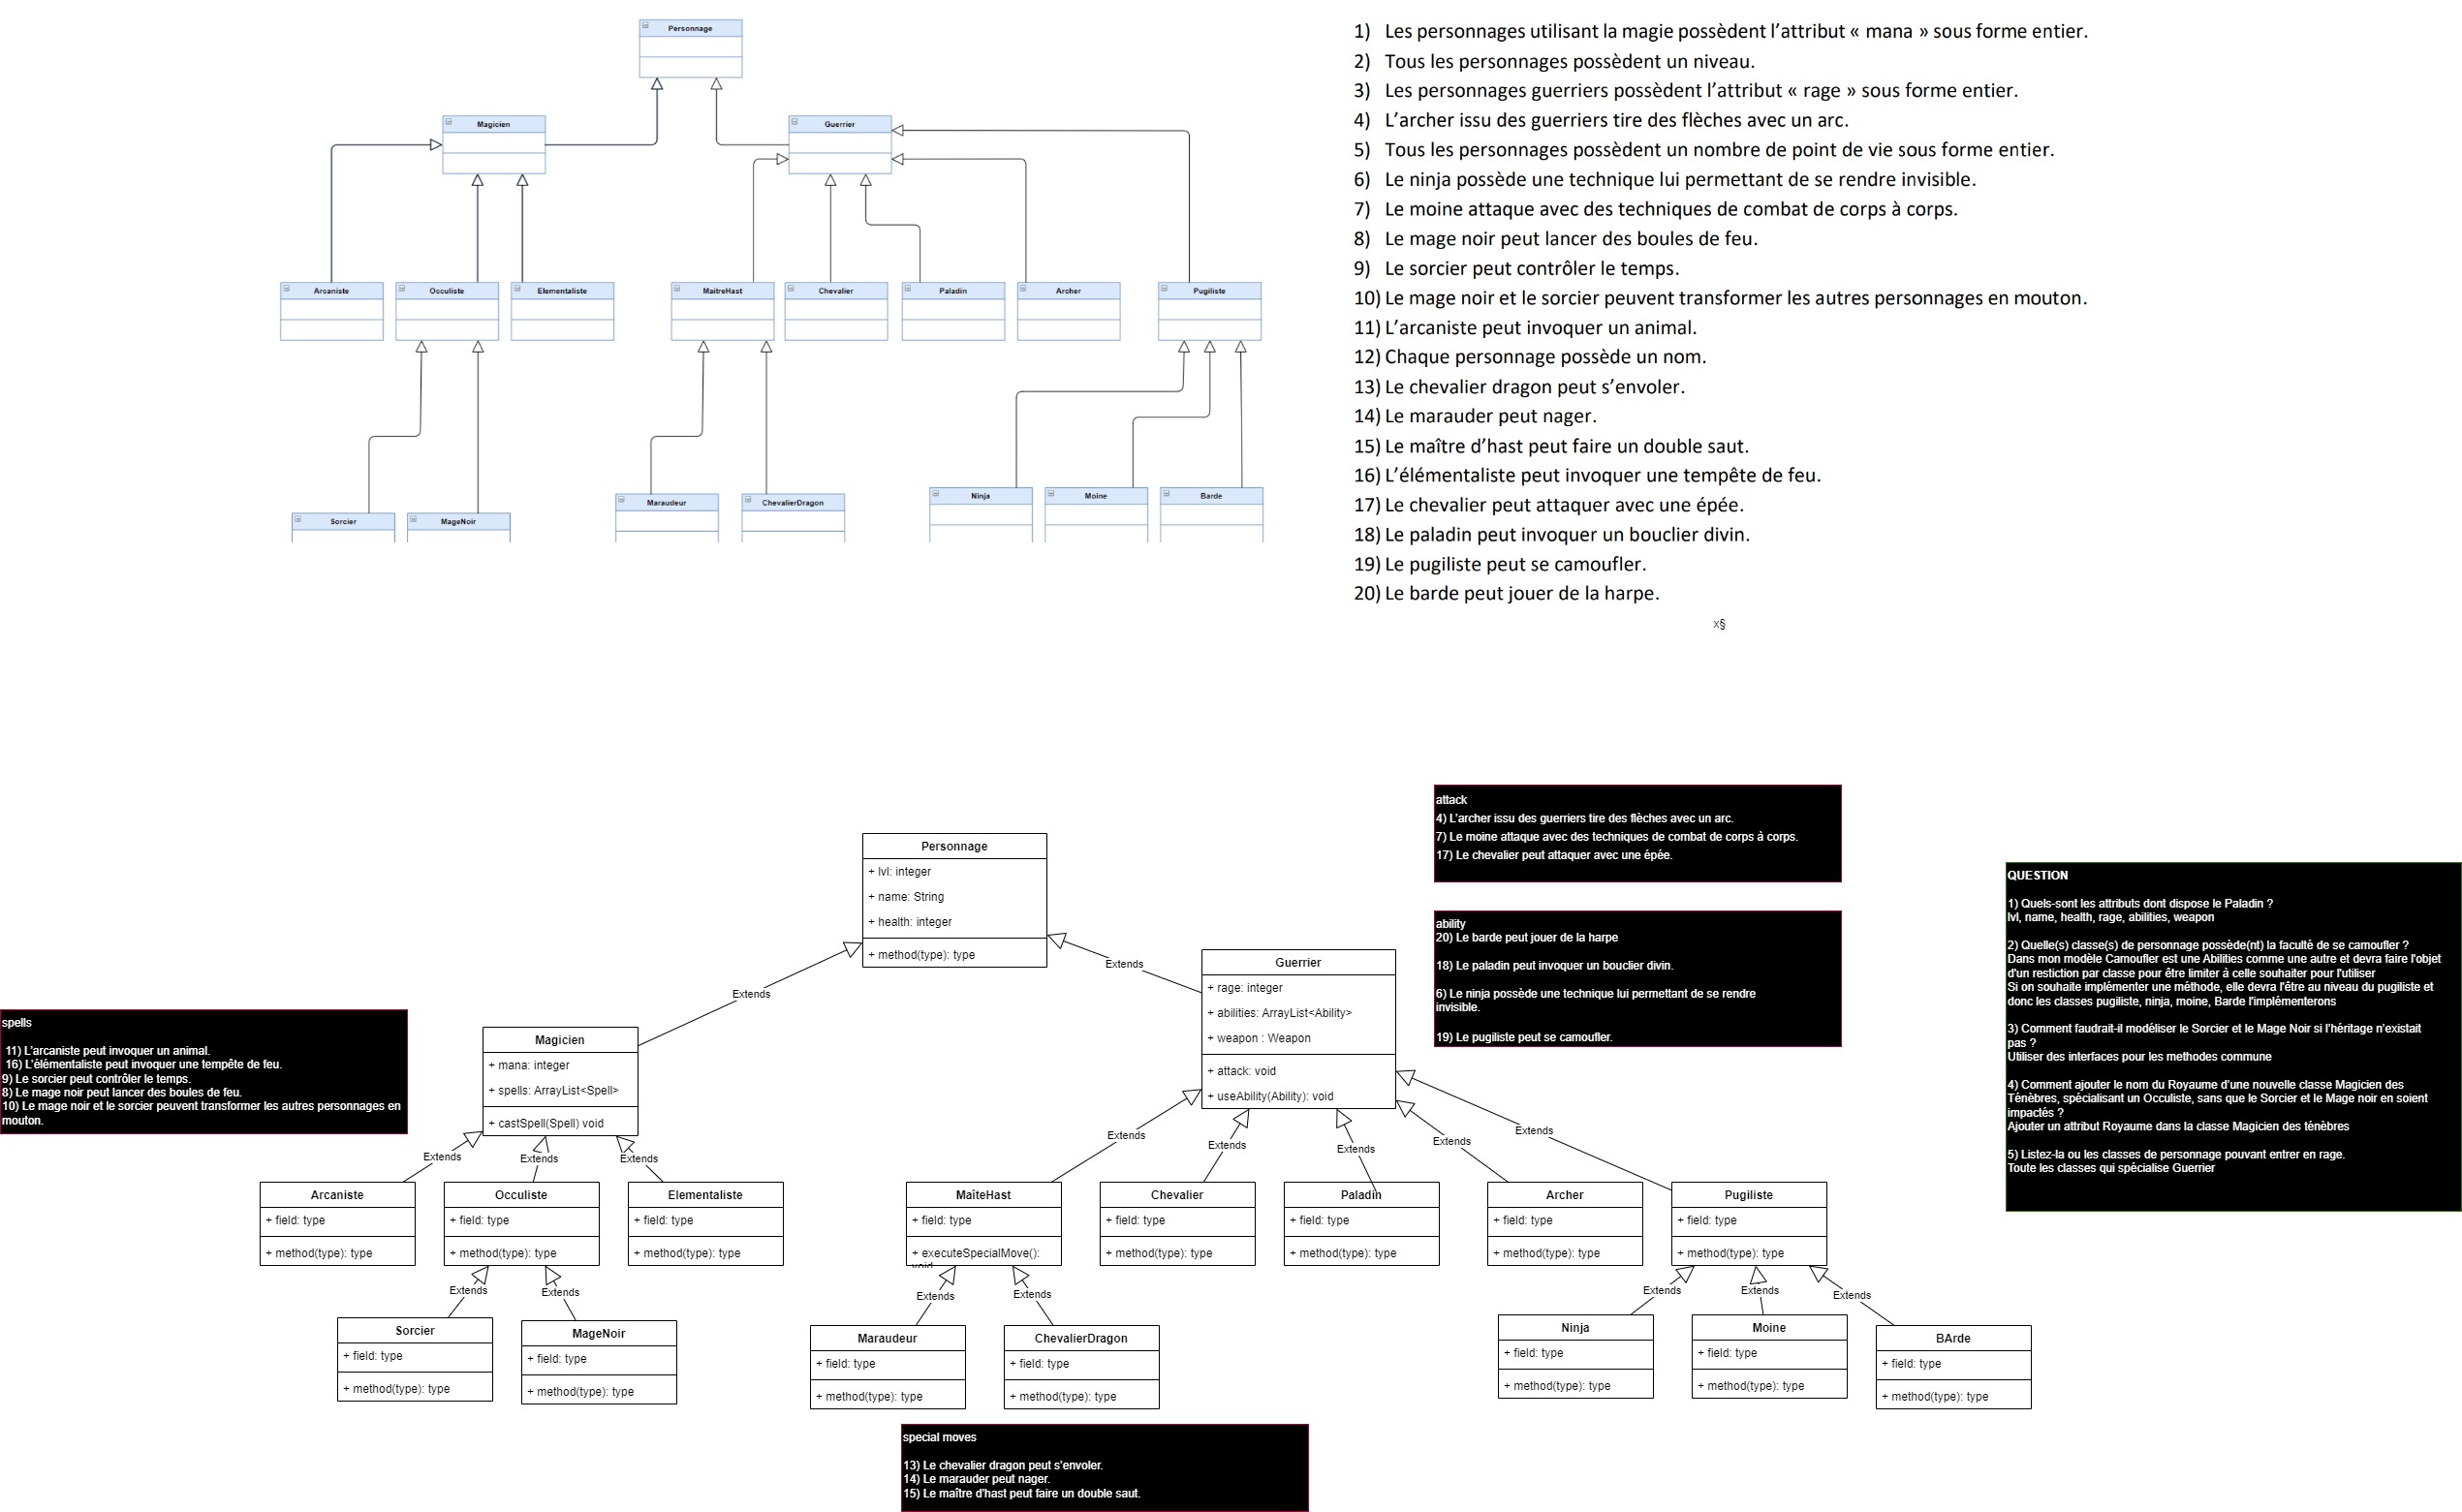 Personnage
Magicien
Guerrier
Arcaniste
Occuliste
Elementaliste
MaitreHast
Chevalier
Paladin
Archer
Pugiliste
Sorcier
MageNoir
Maraudeur
ChevalierDragon
Ninja
Moine
Barde
1) Les personnages utilisant la magie possèdent l’attribut « mana » sous forme entier.
2) Tous les personnages possèdent un niveau.
3) Les personnages guerriers possèdent l’attribut « rage » sous forme entier.
4) L’archer issu des guerriers tire des flèches avec un arc.
5) Tous les personnages possèdent un nombre de point de vie sous forme entier.
6) Le ninja possède une technique lui permettant de se rendre invisible.
7) Le moine attaque avec des techniques de combat de corps à corps.
8) Le mage noir peut lancer des boules de feu.
9) Le sorcier peut contrôler le temps.
10) Le mage noir et le sorcier peuvent transformer les autres personnages en mouton.
11) L’arcaniste peut invoquer un animal.
12) Chaque personnage possède un nom.
13) Le chevalier dragon peut s’envoler.
14) Le marauder peut nager.
15) Le maître d’hast peut faire un double saut.
16) L’élémentaliste peut invoquer une tempête de feu.
17) Le chevalier peut attaquer avec une épée.
18) Le paladin peut invoquer un bouclier divin.
19) Le pugiliste peut se camoufler.
20) Le barde peut jouer de la harpe.
x§
attack
4) L’archer issu des guerriers tire des flèches avec un arc.
7) Le moine attaque avec des techniques de combat de corps à corps.
17) Le chevalier peut attaquer avec une épée.
ability
20) Le barde peut jouer de la harpe
18) Le paladin peut invoquer un bouclier divin.
6) Le ninja possède une technique lui permettant de se rendre
invisible.
19) Le pugiliste peut se camoufler.
QUESTION
1) Quels-sont les attributs dont dispose le Paladin ?
lvl, name, health, rage, abilities, weapon
2) Quelle(s) classe(s) de personnage possède(nt) la faculté de se camoufler ?
Dans mon modèle Camoufler est une Abilities comme une autre et devra faire l'objet
d'un restiction par classe pour être limiter à celle souhaiter pour l'utiliser
Si on souhaite implémenter une méthode, elle devra l'être au niveau du pugiliste et
donc les classes pugiliste, ninja, moine, Barde l'implémenterons
3) Comment faudrait-il modéliser le Sorcier et le Mage Noir si l’héritage n’existait
pas ?
Utiliser des interfaces pour les methodes commune
4) Comment ajouter le nom du Royaume d’une nouvelle classe Magicien des
Ténèbres, spécialisant un Occuliste, sans que le Sorcier et le Mage noir en soient
impactés ?
Ajouter un attribut Royaume dans la classe Magicien des ténèbres
5) Listez-la ou les classes de personnage pouvant entrer en rage.
Toute les classes qui spécialise Guerrier
Personnage
+ lvl: integer
+ name: String
+ health: integer
+ method(type): type
Extends
Extends
Guerrier
+ rage: integer
+ abilities: ArrayList<Ability>
+ weapon : Weapon
+ attack: void
+ useAbility(Ability): void
spells
11) L’arcaniste peut invoquer un animal.
16) L’élémentaliste peut invoquer une tempête de feu.
9) Le sorcier peut contrôler le temps.
8) Le mage noir peut lancer des boules de feu.
10) Le mage noir et le sorcier peuvent transformer les autres personnages en
mouton.
Magicien
+ mana: integer
+ spells: ArrayList<Spell>
+ castSpell(Spell) void
Extends
Extends
Extends
Extends
Extends
Extends
Extends
Extends
Arcaniste
+ field: type
+ method(type): type
Occuliste
+ field: type
+ method(type): type
Elementaliste
+ field: type
+ method(type): type
MaîteHast
+ field: type
+ executeSpecialMove():
void
Chevalier
+ field: type
+ method(type): type
Paladin
+ field: type
+ method(type): type
Archer
+ field: type
+ method(type): type
Pugiliste
+ field: type
+ method(type): type
Extends
Extends
Extends
Extends
Extends
Extends
Extends
Sorcier
+ field: type
+ method(type): type
MageNoir
+ field: type
+ method(type): type
Maraudeur
+ field: type
+ method(type): type
ChevalierDragon
+ field: type
+ method(type): type
Ninja
+ field: type
+ method(type): type
Moine
+ field: type
+ method(type): type
BArde
+ field: type
+ method(type): type
special moves
13) Le chevalier dragon peut s’envoler.
14) Le marauder peut nager.
15) Le maître d’hast peut faire un double saut.